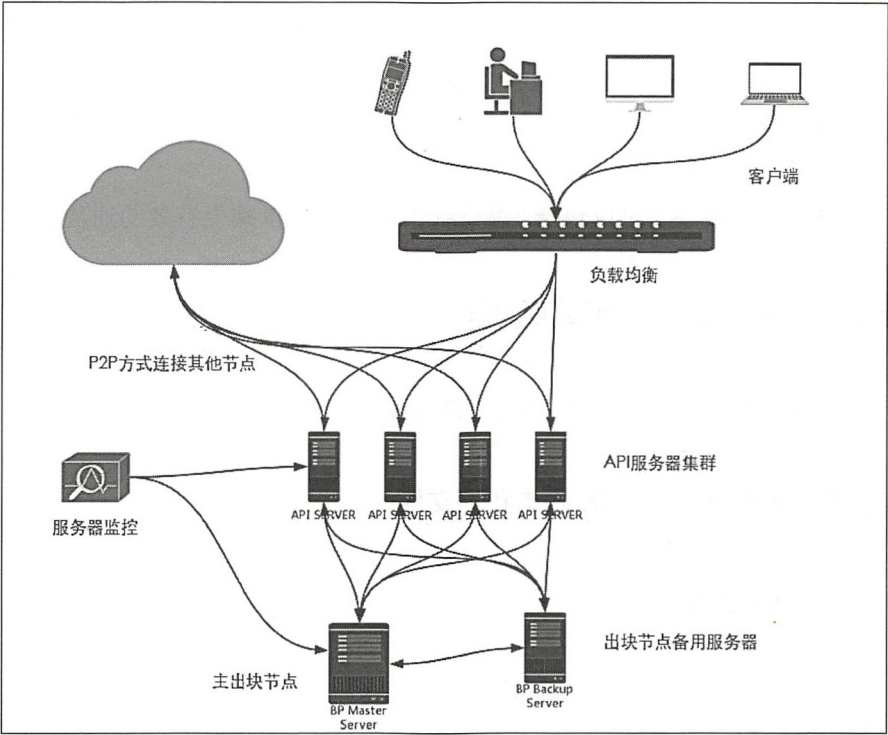 客户端
负载均衡
P2P方式连接其他节点
API服务器集群
服务器监控
API SERVER
API SERVER
API SERVER
API SERVER
出块节点备用服务器
主出块节点
BP Backup
Server
BP Master
Server